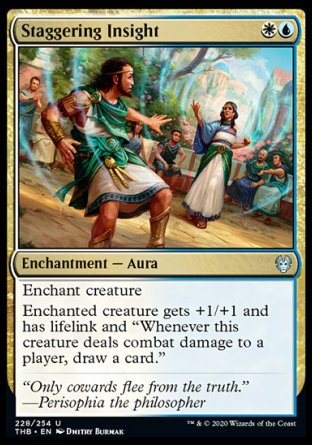 Staggering Insight
Enchantment — Aura
Enchant creature
Enchanted creature gets +1/+1 and
has lifelink and “Whenever this
creature deals combat damage to a
player, draw a card.”
“Only cowards flee from the truth.”
—Perisophia the philosopher
228/254 U
THB • EN Dmitry Burmak
™ & © 2020 Wizards of the Coast